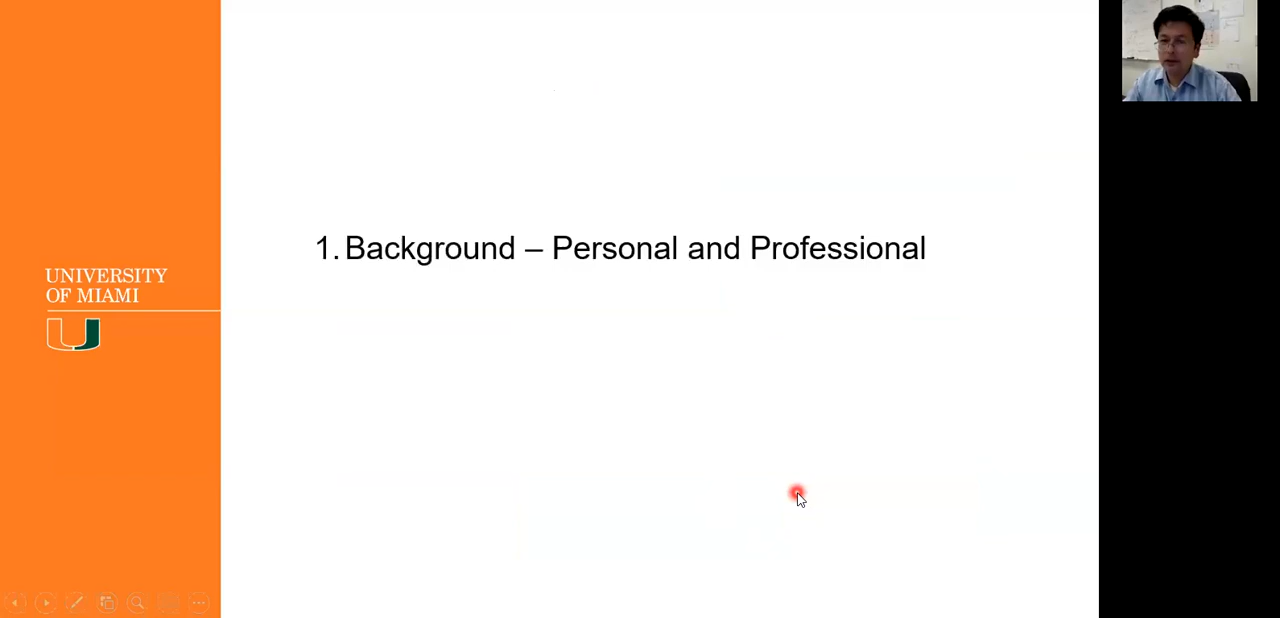 1. Background – Personal and Professional
UNIVERSITY
OF MIAMI